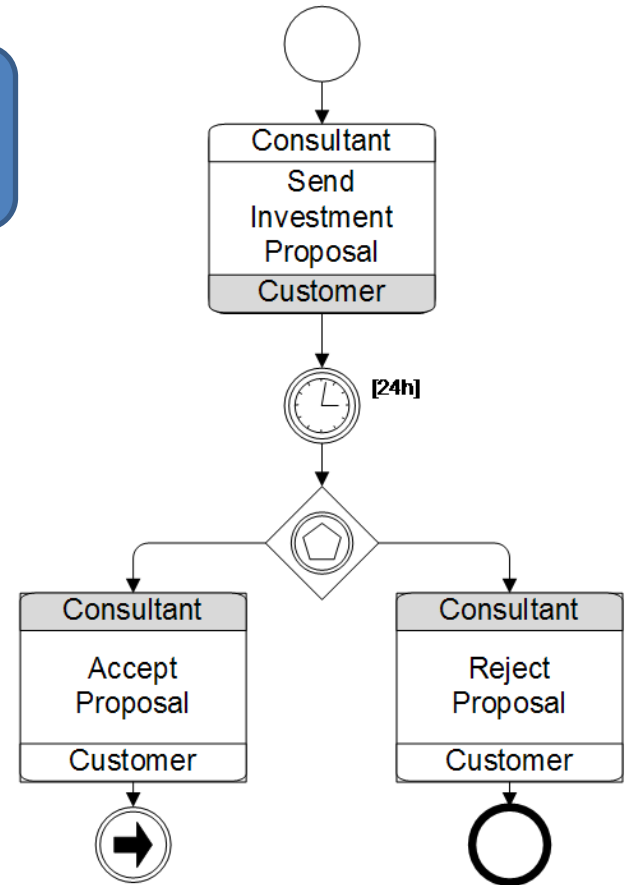 Consultant
Send
Investment
Proposal
Customer
[24h]
Consultant
Accept
Proposal
Customer
Consultant
Reject
Proposal
Customer